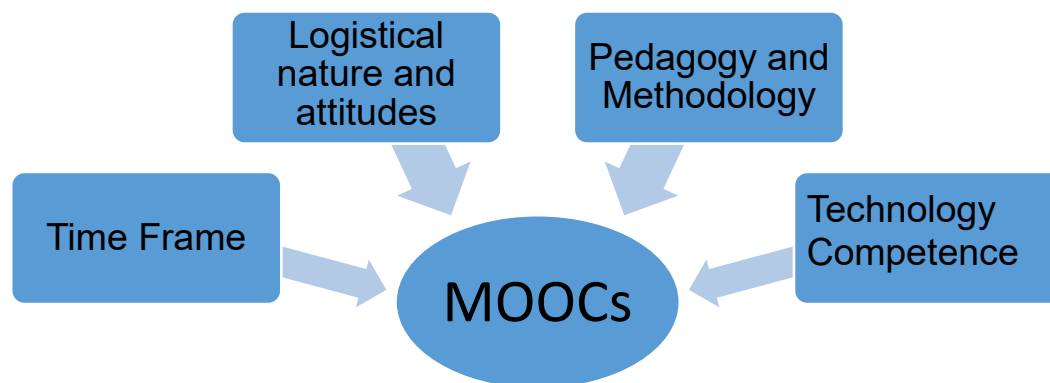 Logistical
nature and
attitudes
Pedagogy and
Methodology
Time Frame
Technology
Competence
MOOCs